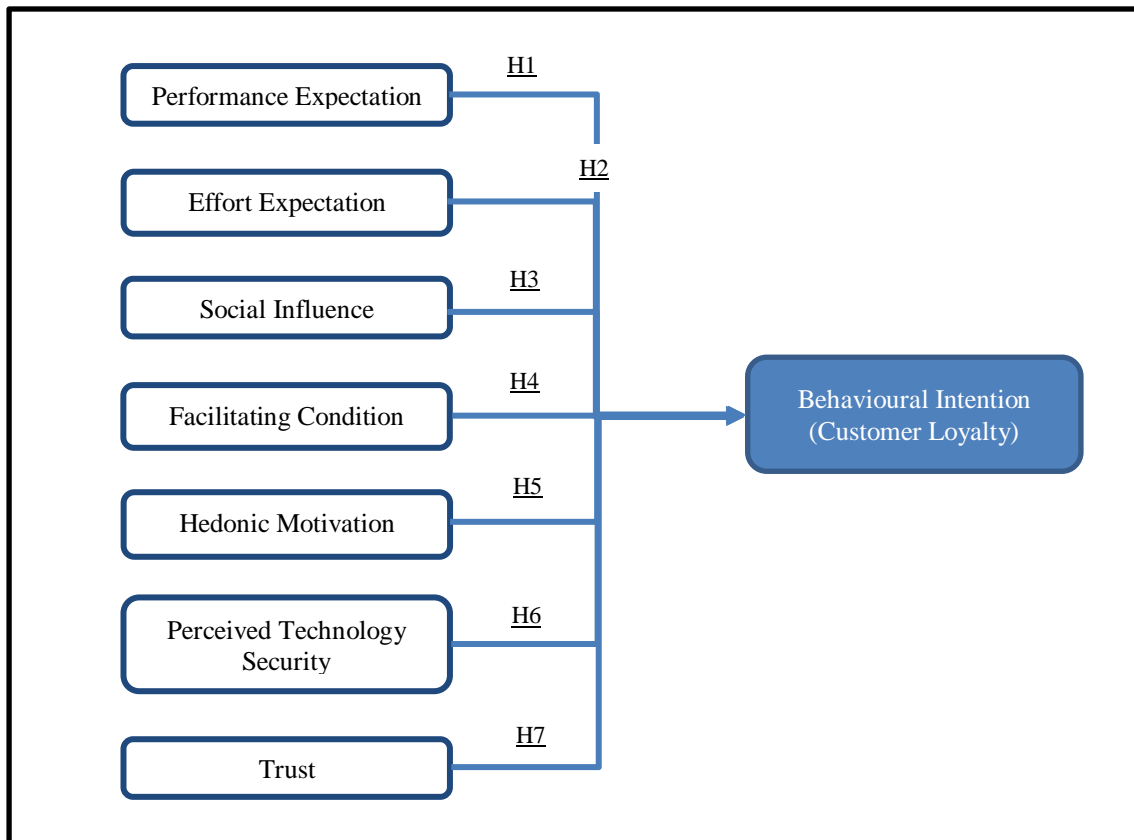 H1
Performance Expectation
H2
Effort Expectation
H3
Social Influence
H4
Facilitating Condition
Behavioural Intention
(Customer Loyalty)
H5
Hedonic Motivation
H6
Perceived Technology
Security
H7
Trust